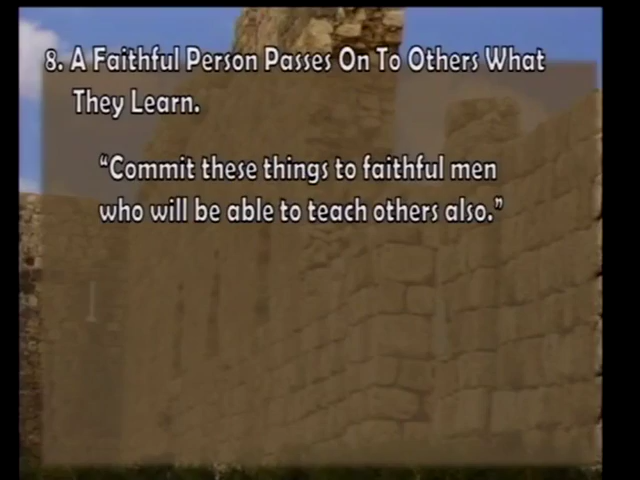 8. A Faithful Person Passes On To Others What
They Learn.
“Commit these things to faithful men
who will be able to teach others also.”